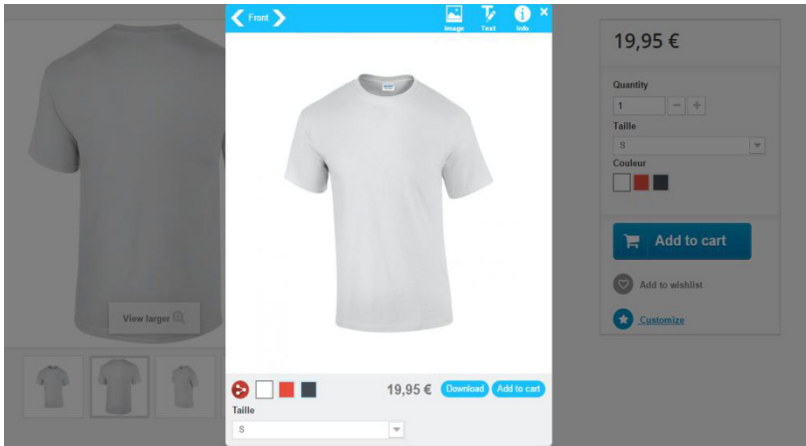 Front
Image
Text
Info
19,95 €
Quantity
1
Taille
S
Couleur
Add to cart
Add to wishlist
Customize
View larger
19,95 €
Download
Add to cart
Taille
S